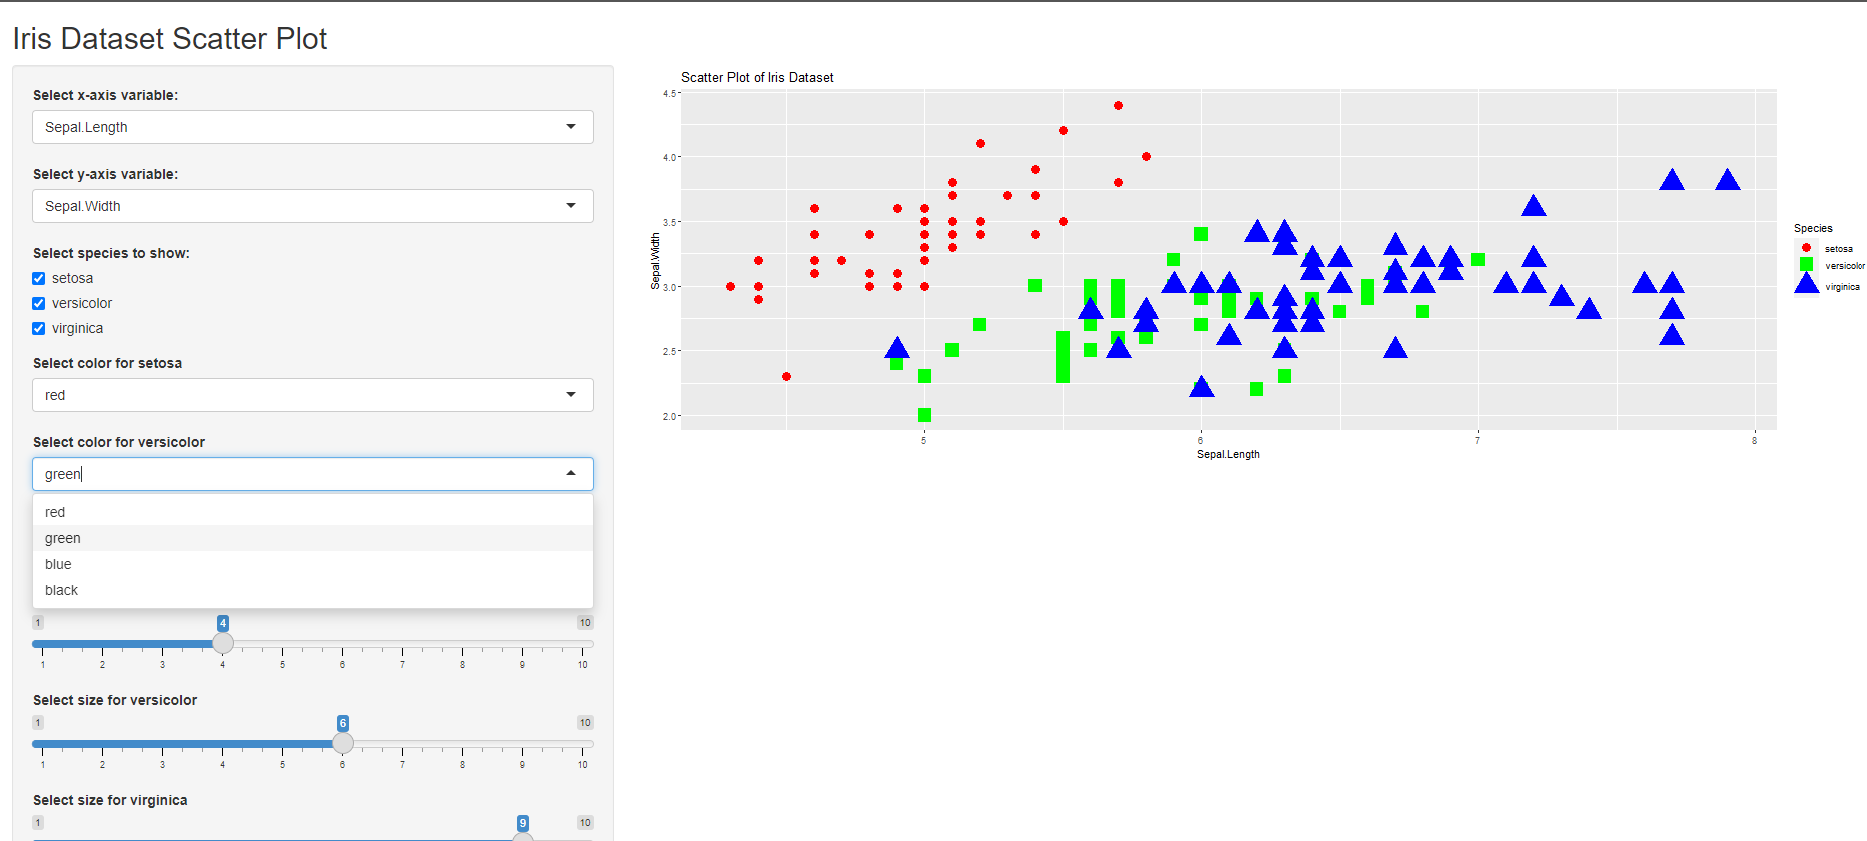 Iris Dataset Scatter Plot
Select x-axis variable:
Sepal.Length
Select y-axis variable:
Sepal.Width
Select species to show:
setosa
versicolor
virginica
Select color for setosa
red
Select color for versicolor
green
red
green
blue
black
1 4 10
1 2 3 4 5 6 7 8 9 10
Select size for versicolor
1 6 10
1 2 3 4 5 6 7 8 9 10
Select size for virginica
1 9 10
Scatter Plot of Iris Dataset
4.5
4.0
3.5
3.0
2.5
2.0
Sepal.Width
5 6 7 8
Sepal.Length
Species
setosa
versicolor
virginica